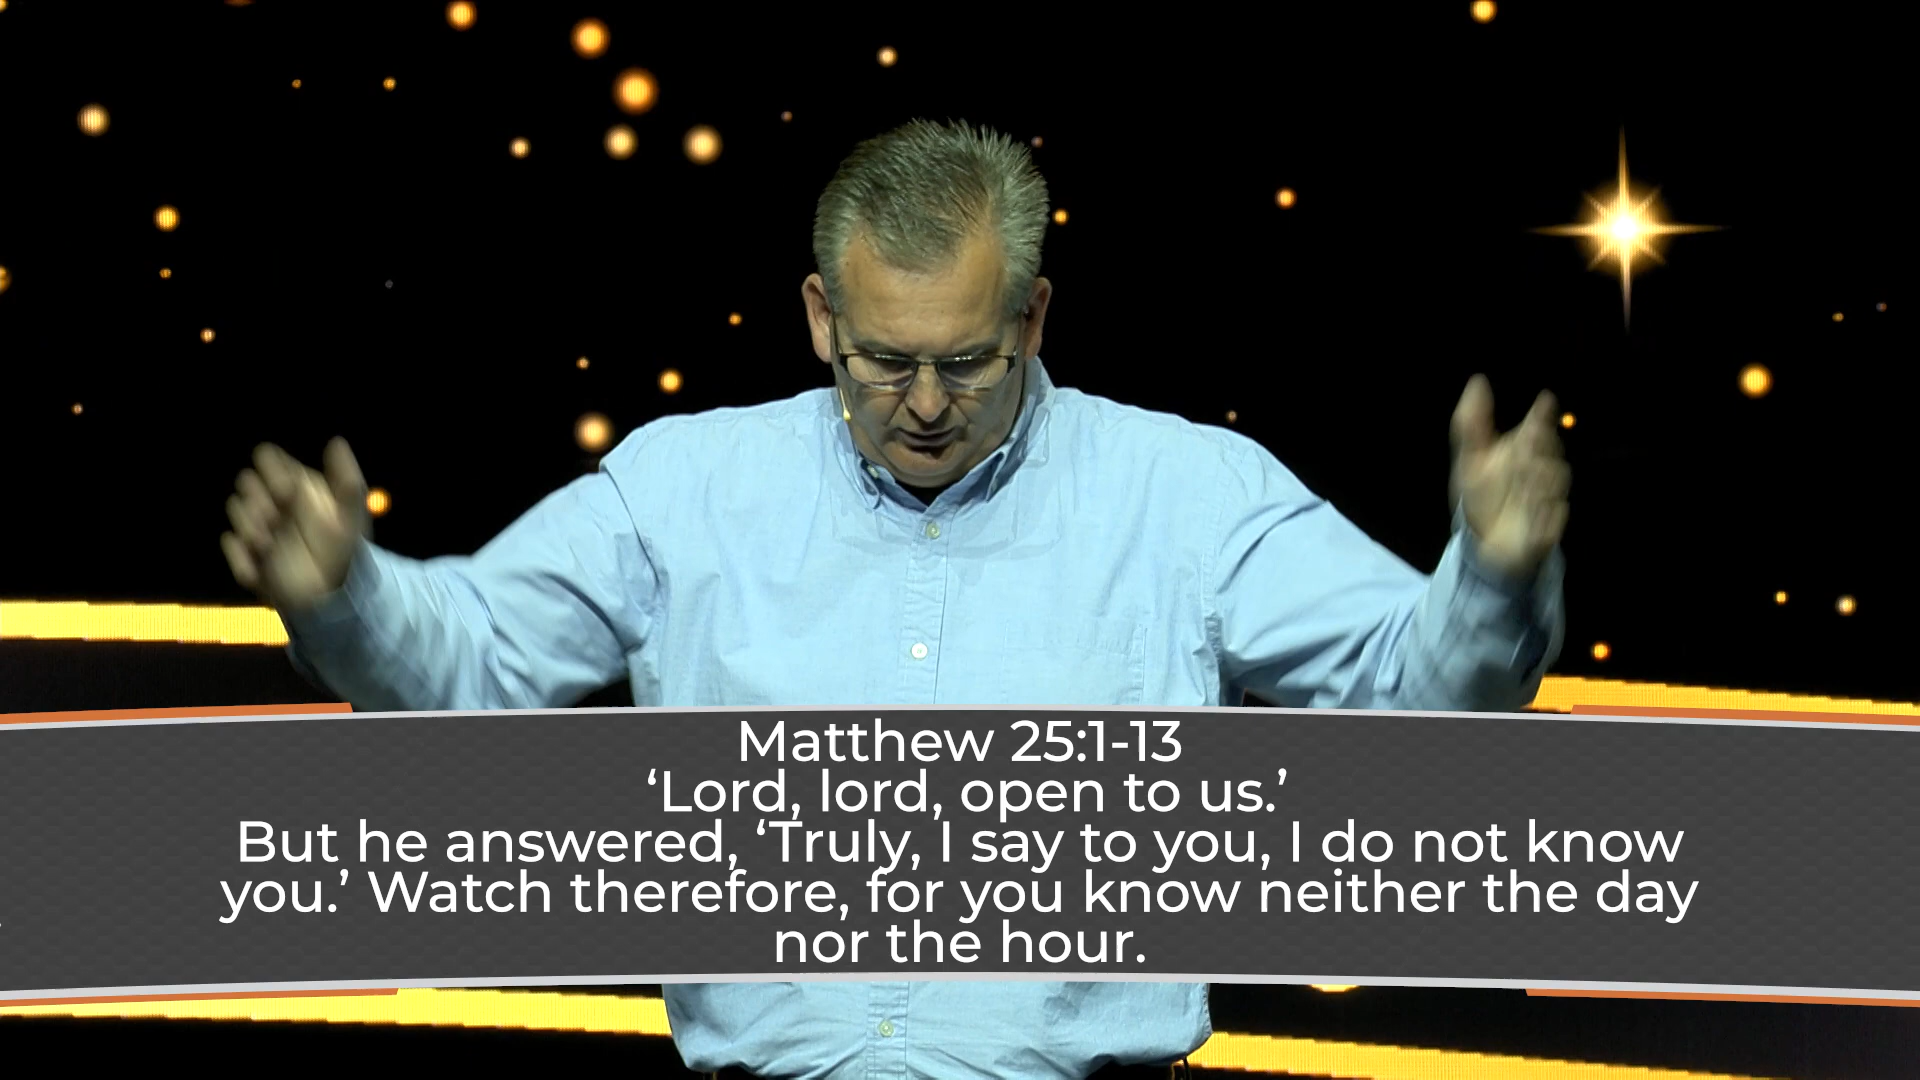 Matthew 25:1-13
‘Lord, lord, open to us.’
But he answered, ‘Truly, I say to you, I do not know
you.’ Watch therefore, for you know neither the day
nor the hour.